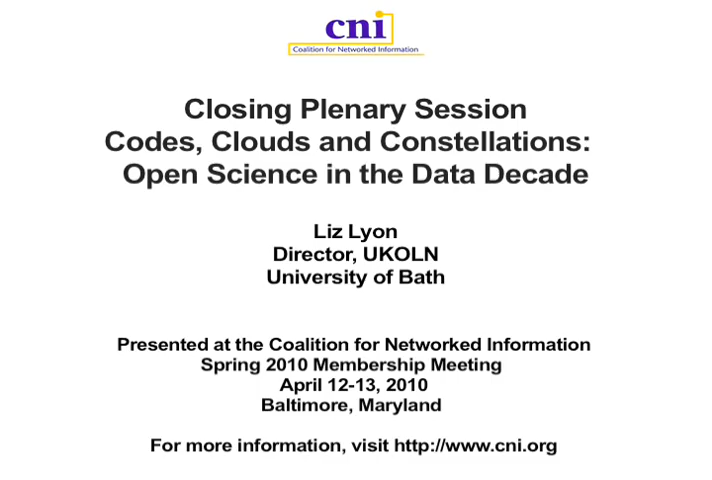 cni
Coalition for Networked Information
Closing Plenary Session
Codes, Clouds and Constellations:
Open Science in the Data Decade
Liz Lyon
Director, UKOLN
University of Bath
Presented at the Coalition for Networked Information
Spring 2010 Membership Meeting
April 12-13, 2010
Baltimore, Maryland
For more information, visit http://www.cni.org